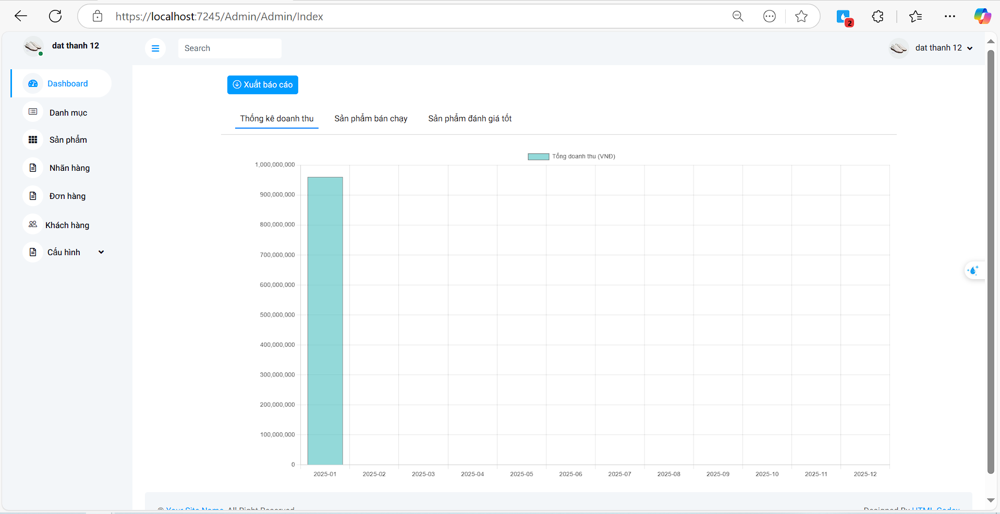 https://localhost:7245/Admin/Admin/Index
2
dat thanh 12
Search
dat thanh 12
Dashboard
Danh mục
Sản phẩm
Nhãn hàng
Đơn hàng
Khách hàng
Cấu hình
Xuất báo cáo
Thống kê doanh thu
Sản phẩm bán chạy
Sản phẩm đánh giá tốt
Tổng doanh thu (VNĐ)
1,000,000,000
900,000,000
800,000,000
700,000,000
600,000,000
500,000,000
400,000,000
300,000,000
200,000,000
100,000,000
0
2025-01 2025-02 2025-03 2025-04 2025-05 2025-06 2025-07 2025-08 2025-09 2025-10 2025-11 2025-12
© Your Site Name, All Right Reserved.
Designed By HTML Codex